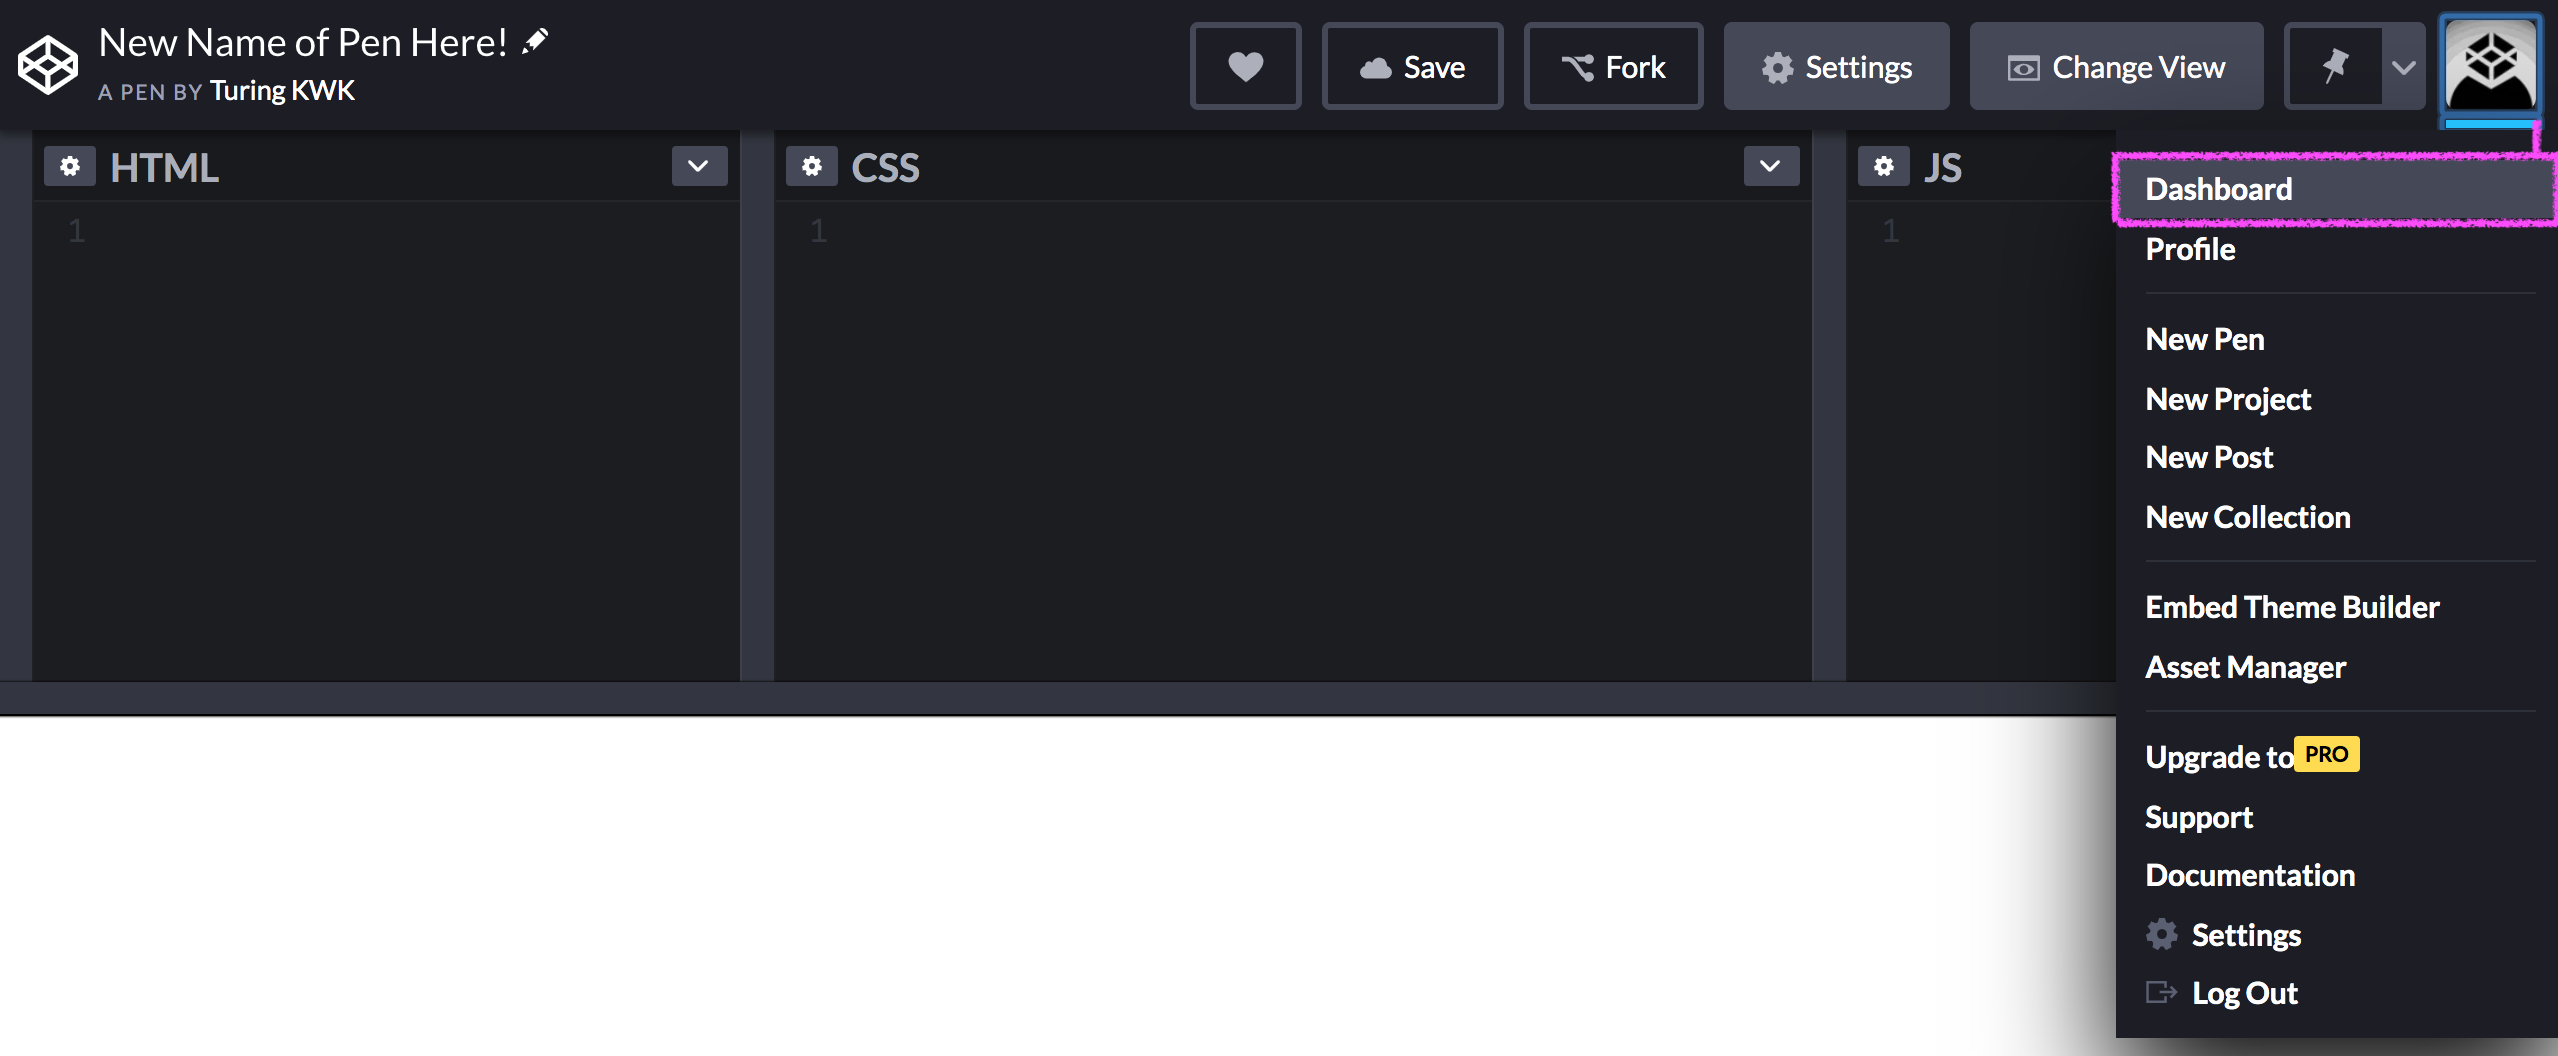 New Name of Pen Here!
A PEN BY Turing KWK
Save
Fork
Settings
Change View
HTML
CSS
JS
1
1
1
Dashboard
Profile
New Pen
New Project
New Post
New Collection
Embed Theme Builder
Asset Manager
Upgrade to PRO
Support
Documentation
Settings
Log Out